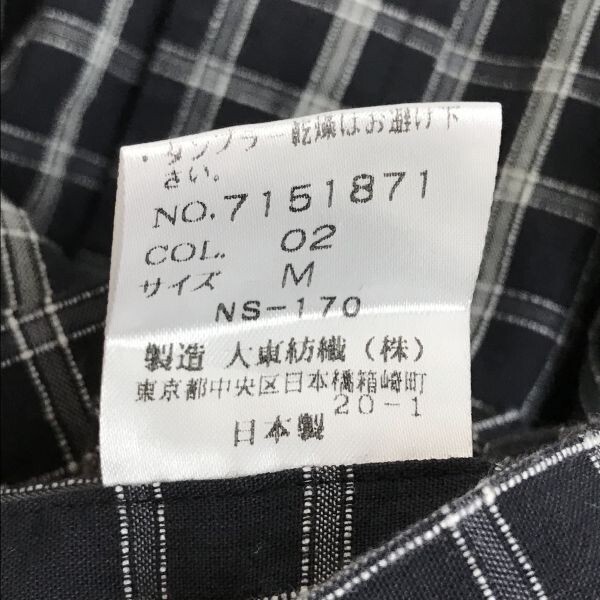 ・タンブラー乾燥はお避け下
さい。
NO.7151871
COL. 02
サイズ M
NS-170
製造 大東紡織(株)
東京都中央区日本橋箱崎町
20-1
日本製